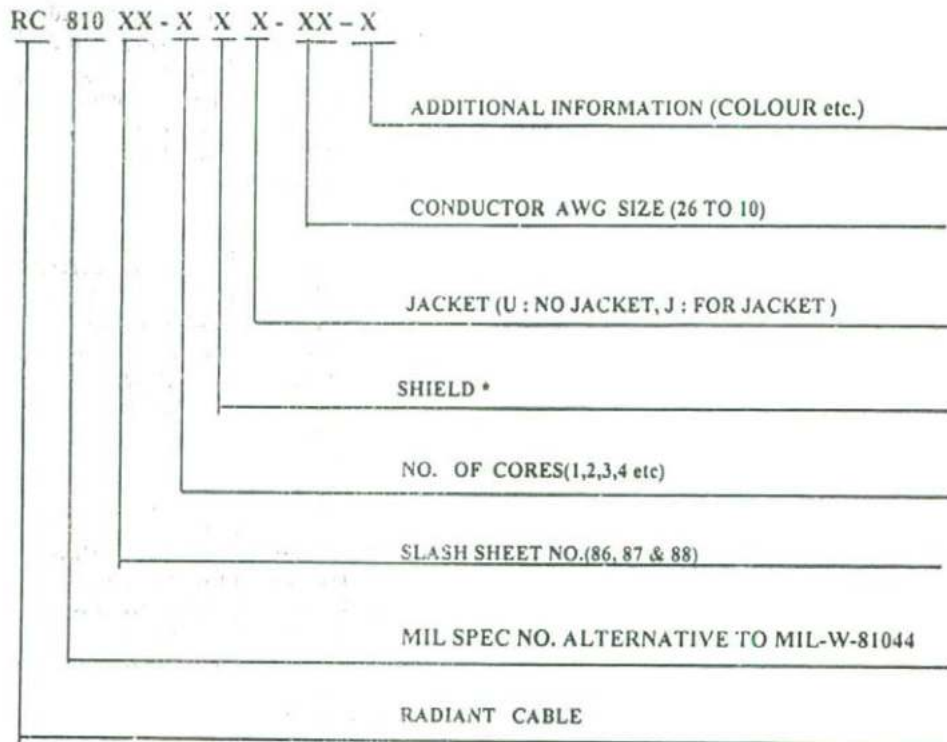 RC 810 XX - X X X - XX - X
ADDITIONAL INFORMATION (COLOUR etc.)
CONDUCTOR AWG SIZE (26 TO 10)
JACKET (U : NO JACKET, J : FOR JACKET )
SHIELD *
NO. OF CORES(1,2,3,4 etc)
SLASH SHEET NO.(86, 87 & 88)
MIL SPEC NO. ALTERNATIVE TO MIL-W-81044
RADIANT CABLE